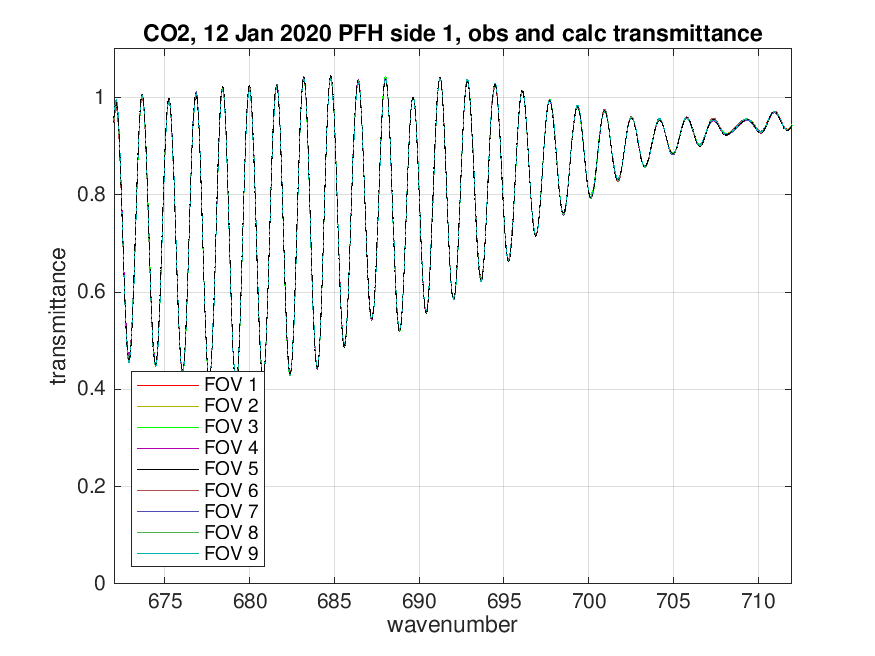 CO2, 12 Jan 2020 PFH side 1, obs and calc transmittance
transmittance
1
0.8
0.6
0.4
0.2
0
FOV 1
FOV 2
FOV 3
FOV 4
FOV 5
FOV 6
FOV 7
FOV 8
FOV 9
675 680 685 690 695 700 705 710
wavenumber